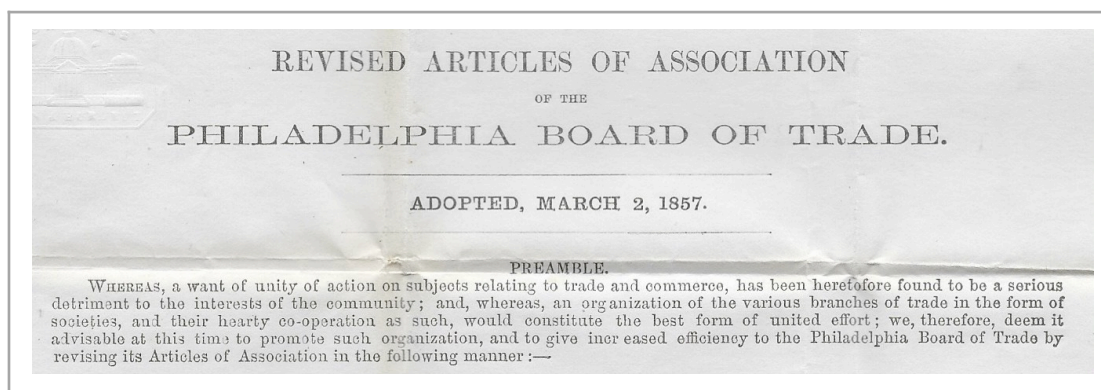 REVISED ARTICLES OF ASSOCIATION
OF THE
PHILADELPHIA BOARD OF TRADE.
ADOPTED, MARCH 2, 1857.
PREAMBLE.
WHEREAS, a want of unity of action on subjects relating to trade and commerce, has been heretofore found to be a serious
detriment to the interests of the community; and, whereas, an organization of the various branches of trade in the form of
societies, and their hearty co-operation as such, would constitute the best form of united effort; we, therefore, deem it
advisable at this time to promote such organization, and to give incr eased efficiency to the Philadelphia Board of Trade by
revising its Articles of Association in the following manner:—